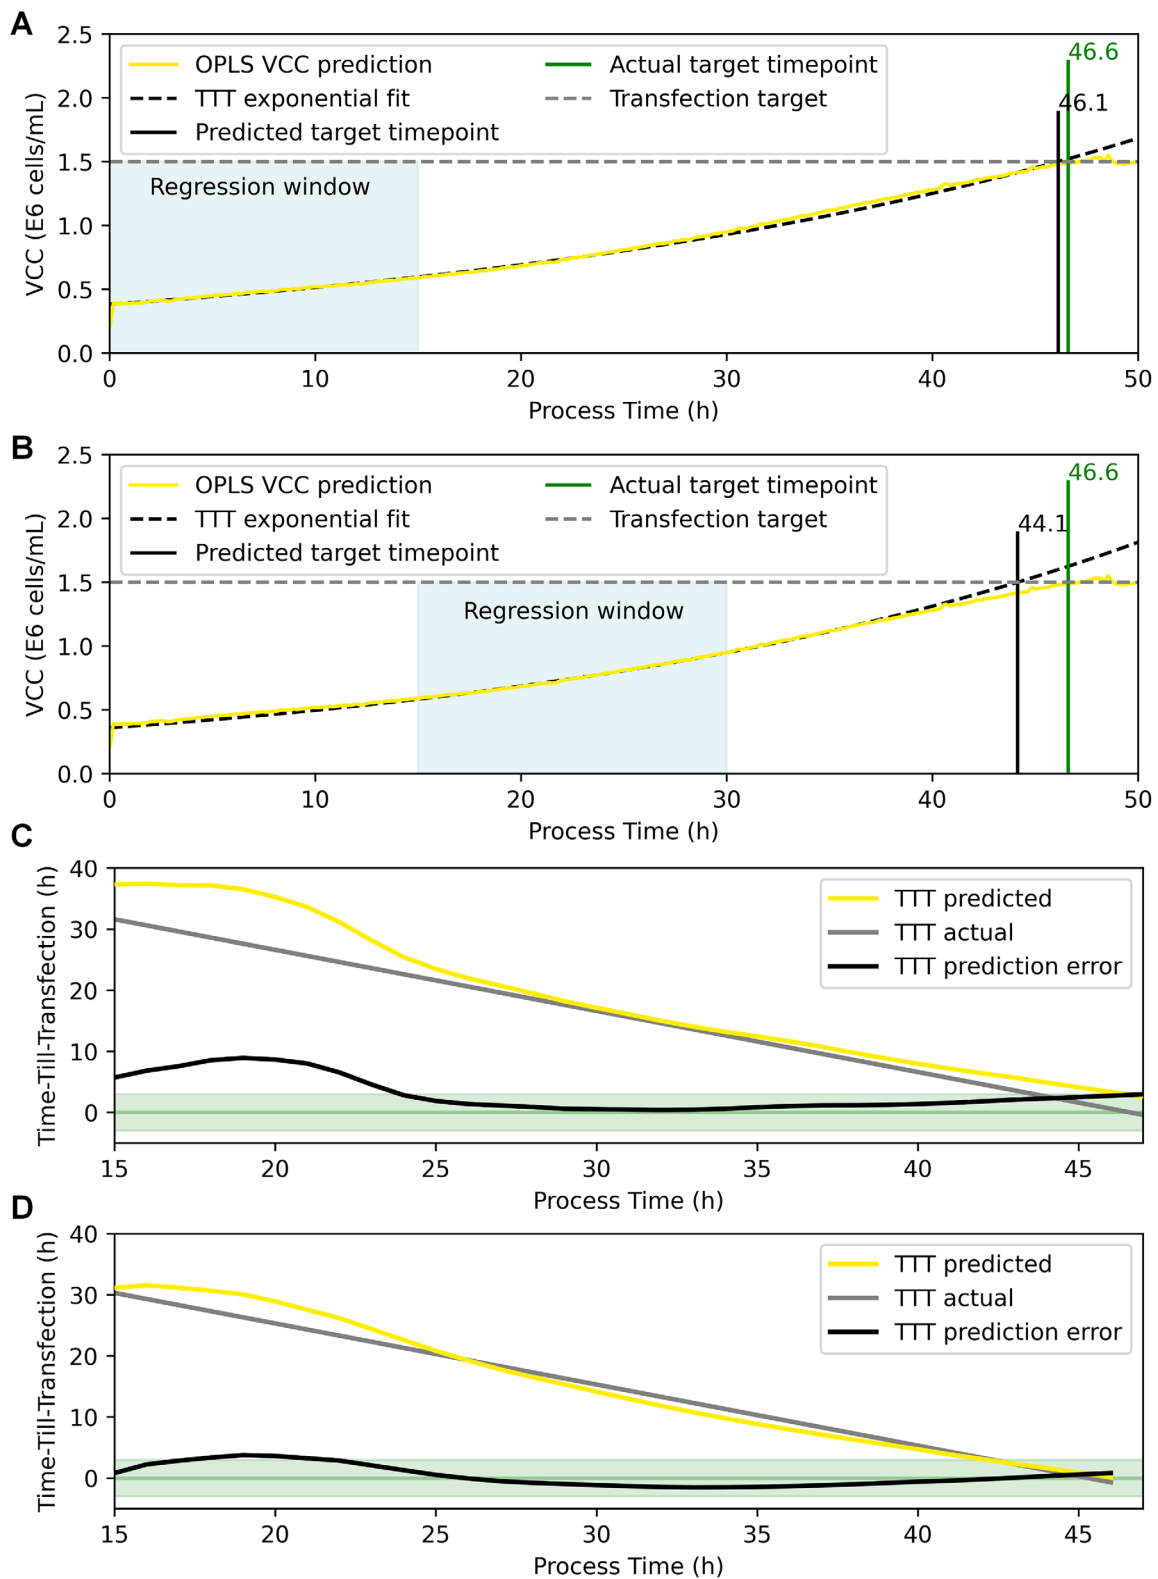 A
2.5
2.0
1.5
1.0
0.5
0.0
VCC (E6 cells/mL)
OPLS VCC prediction
TTT exponential fit
Predicted target timepoint
Actual target timepoint
Transfection target
46.6
46.1
Regression window
0 10 20 30 40 50
Process Time (h)
B
2.5
2.0
1.5
1.0
0.5
0.0
VCC (E6 cells/mL)
OPLS VCC prediction
TTT exponential fit
Predicted target timepoint
Actual target timepoint
Transfection target
46.6
44.1
Regression window
0 10 20 30 40 50
Process Time (h)
C
40
30
20
10
0
Time-Till-Transfection (h)
TTT predicted
TTT actual
TTT prediction error
15 20 25 30 35 40 45
Process Time (h)
D
40
30
20
10
0
Time-Till-Transfection (h)
TTT predicted
TTT actual
TTT prediction error
15 20 25 30 35 40 45
Process Time (h)